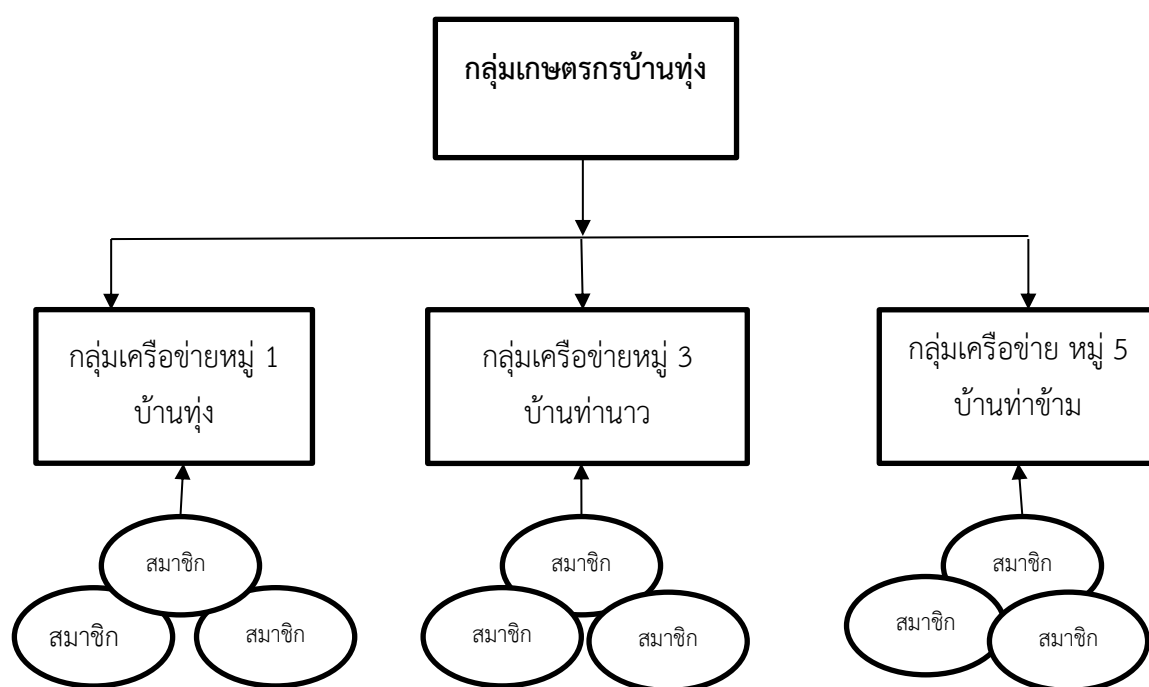 กลุ่มเกษตรกรบ้านทุ่ง
กลุ่มเครือข่ายหมู่ 1
บ้านทุ่ง
กลุ่มเครือข่ายหมู่ 3
บ้านท่านาว
กลุ่มเครือข่าย หมู่ 5
บ้านท่าข้าม
สมาชิก
สมาชิก
สมาชิก
สมาชิก
สมาชิก
สมาชิก
สมาชิก
สมาชิก
สมาชิก